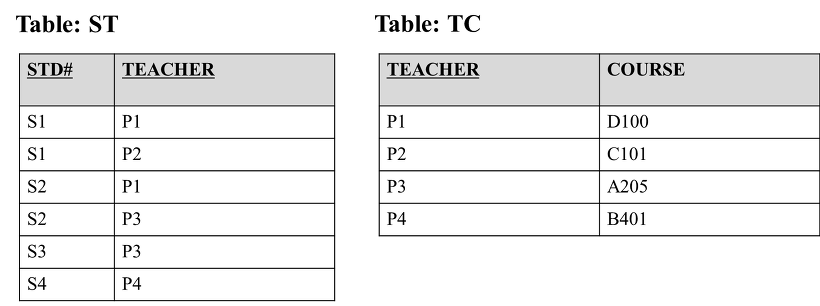 Table: ST
STD# TEACHER
S1 P1
S1 P2
S2 P1
S2 P3
S3 P3
S4 P4
Table: TC
TEACHER COURSE
P1 D100
P2 C101
P3 A205
P4 B401